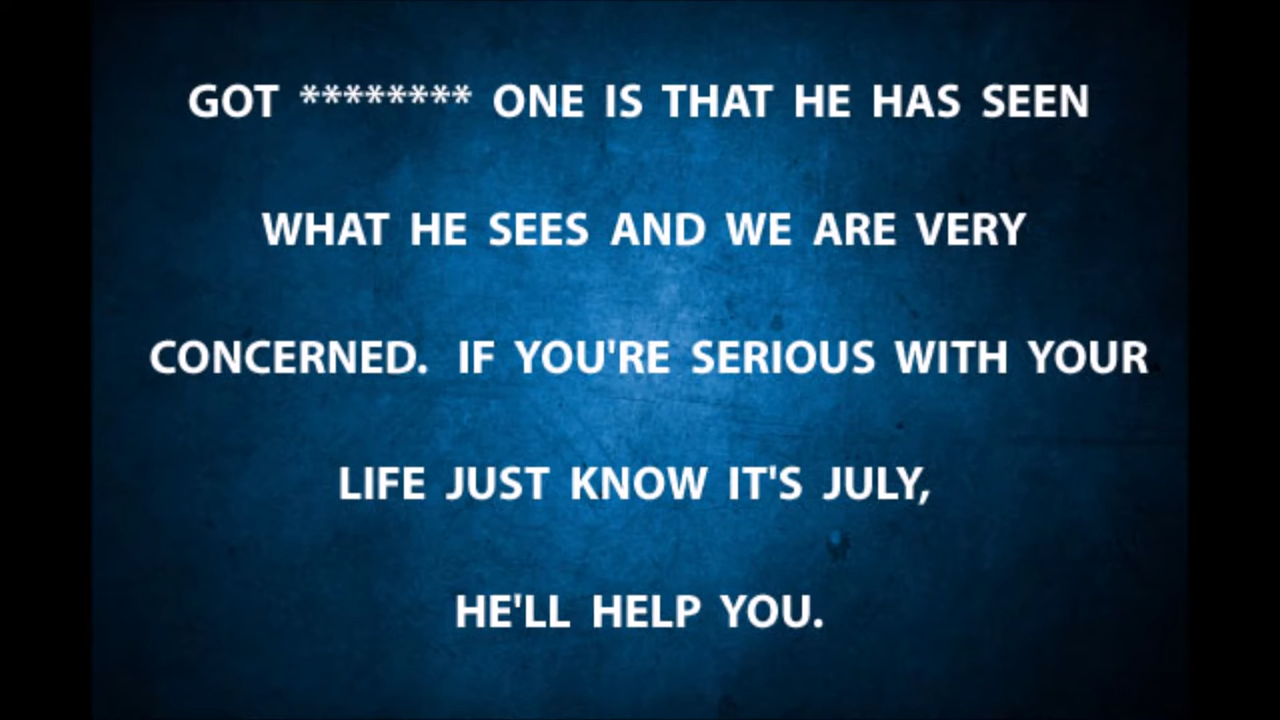 GOT ******** ONE IS THAT HE HAS SEEN
WHAT HE SEES AND WE ARE VERY
CONCERNED. IF YOU'RE SERIOUS WITH YOUR
LIFE JUST KNOW IT'S JULY,
HE'LL HELP YOU.